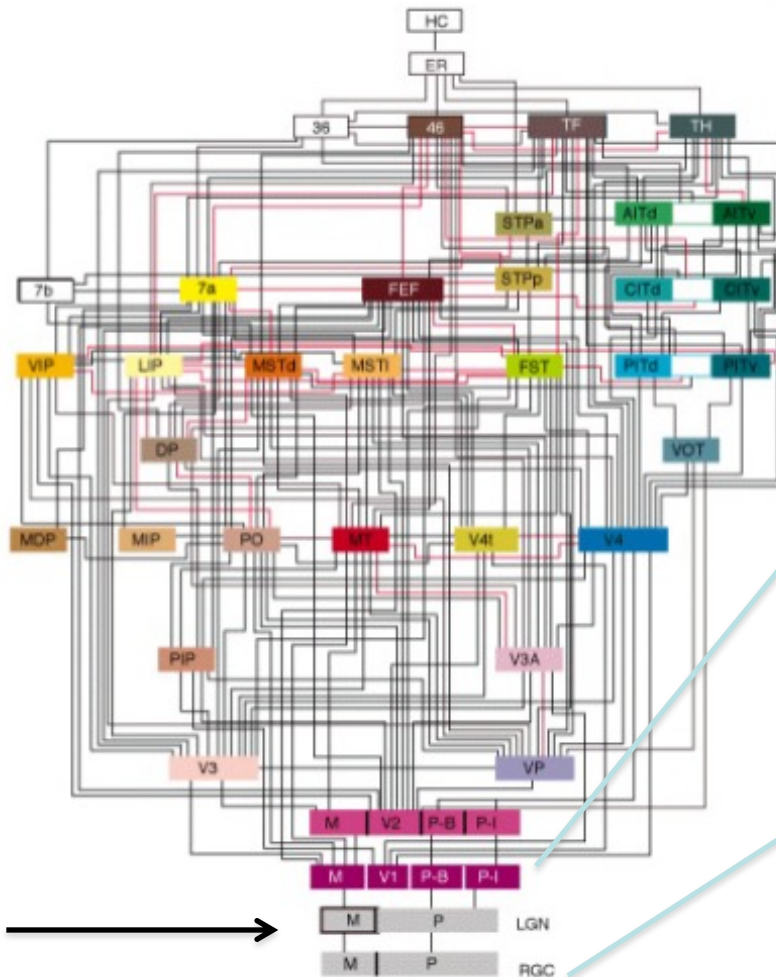 HC
ER
36 46 TF TH
STPa AITd AITv
7b 7a FEF STPp CITd CITv
VIP LIP MSTd MSTl FST PITd PITv
DP VOT
MDP MIP PO MT V4t V4
PIP V3A
V3 VP
M V2 P-B P-I
M V1 P-B P-I
M P LGN
M P RGC